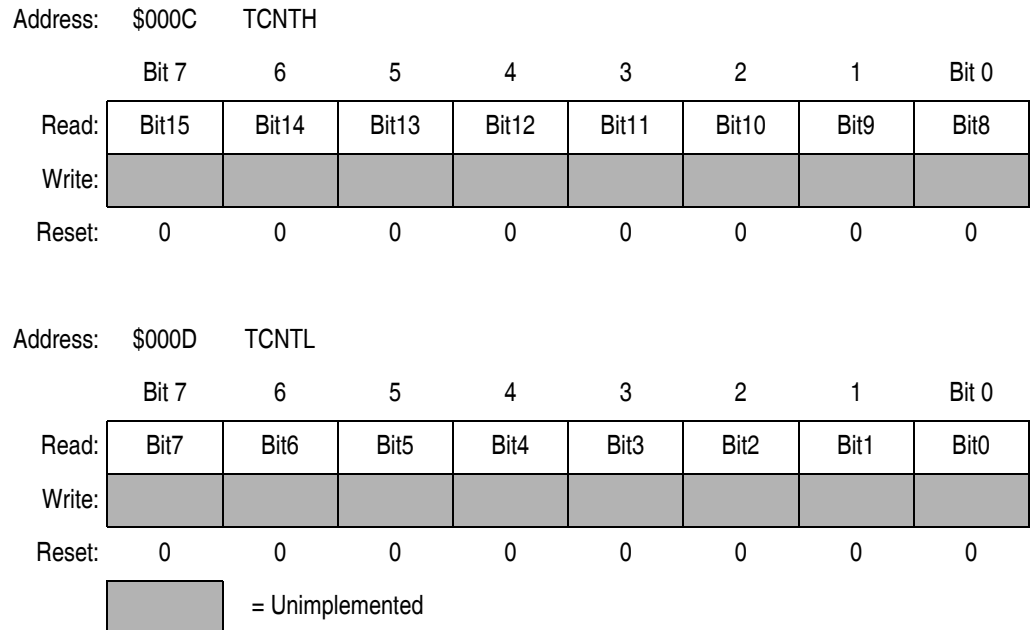 Address: $000C TCNTH
Bit 7 6 5 4 3 2 1 Bit 0
Read: Bit15 Bit14 Bit13 Bit12 Bit11 Bit10 Bit9 Bit8
Write:
Reset: 0 0 0 0 0 0 0 0
Address: $000D TCNTL
Bit 7 6 5 4 3 2 1 Bit 0
Read: Bit7 Bit6 Bit5 Bit4 Bit3 Bit2 Bit1 Bit0
Write:
Reset: 0 0 0 0 0 0 0 0
= Unimplemented